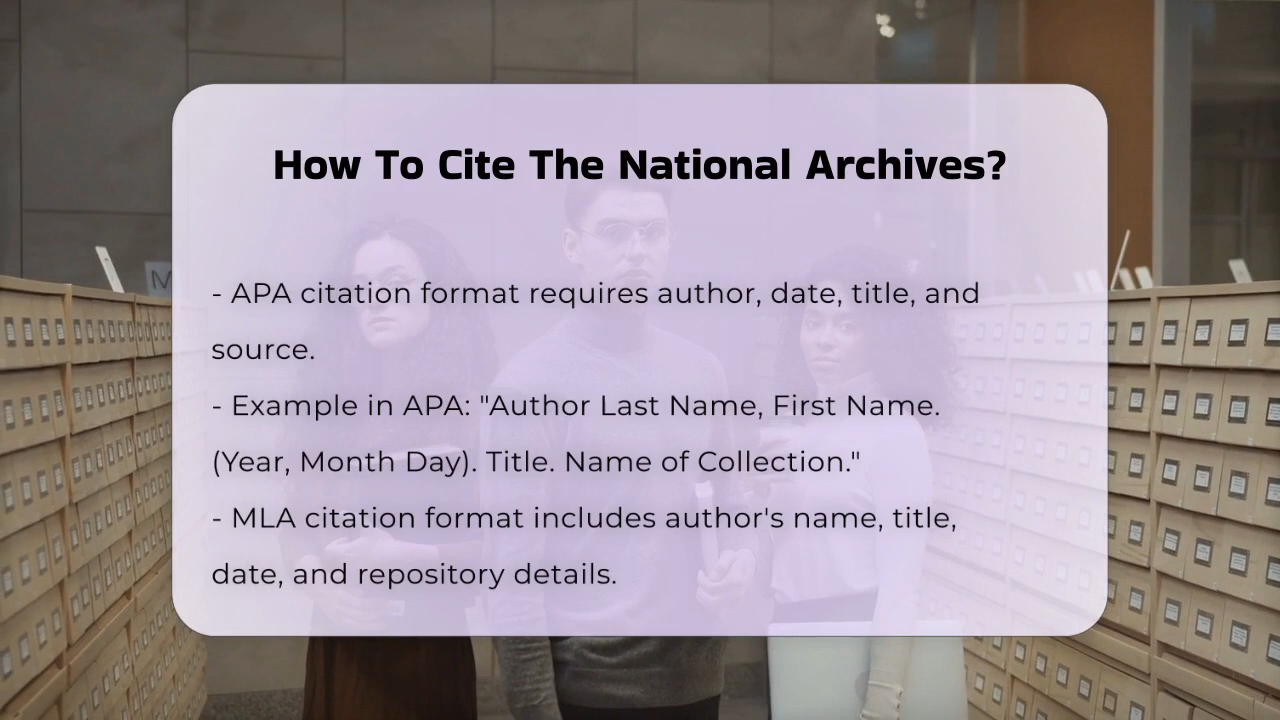 How To Cite The National Archives?
- APA citation format requires author, date, title, and
source.
- Example in APA: "Author Last Name, First Name.
(Year, Month Day). Title. Name of Collection."
- MLA citation format includes author's name, title,
date, and repository details.